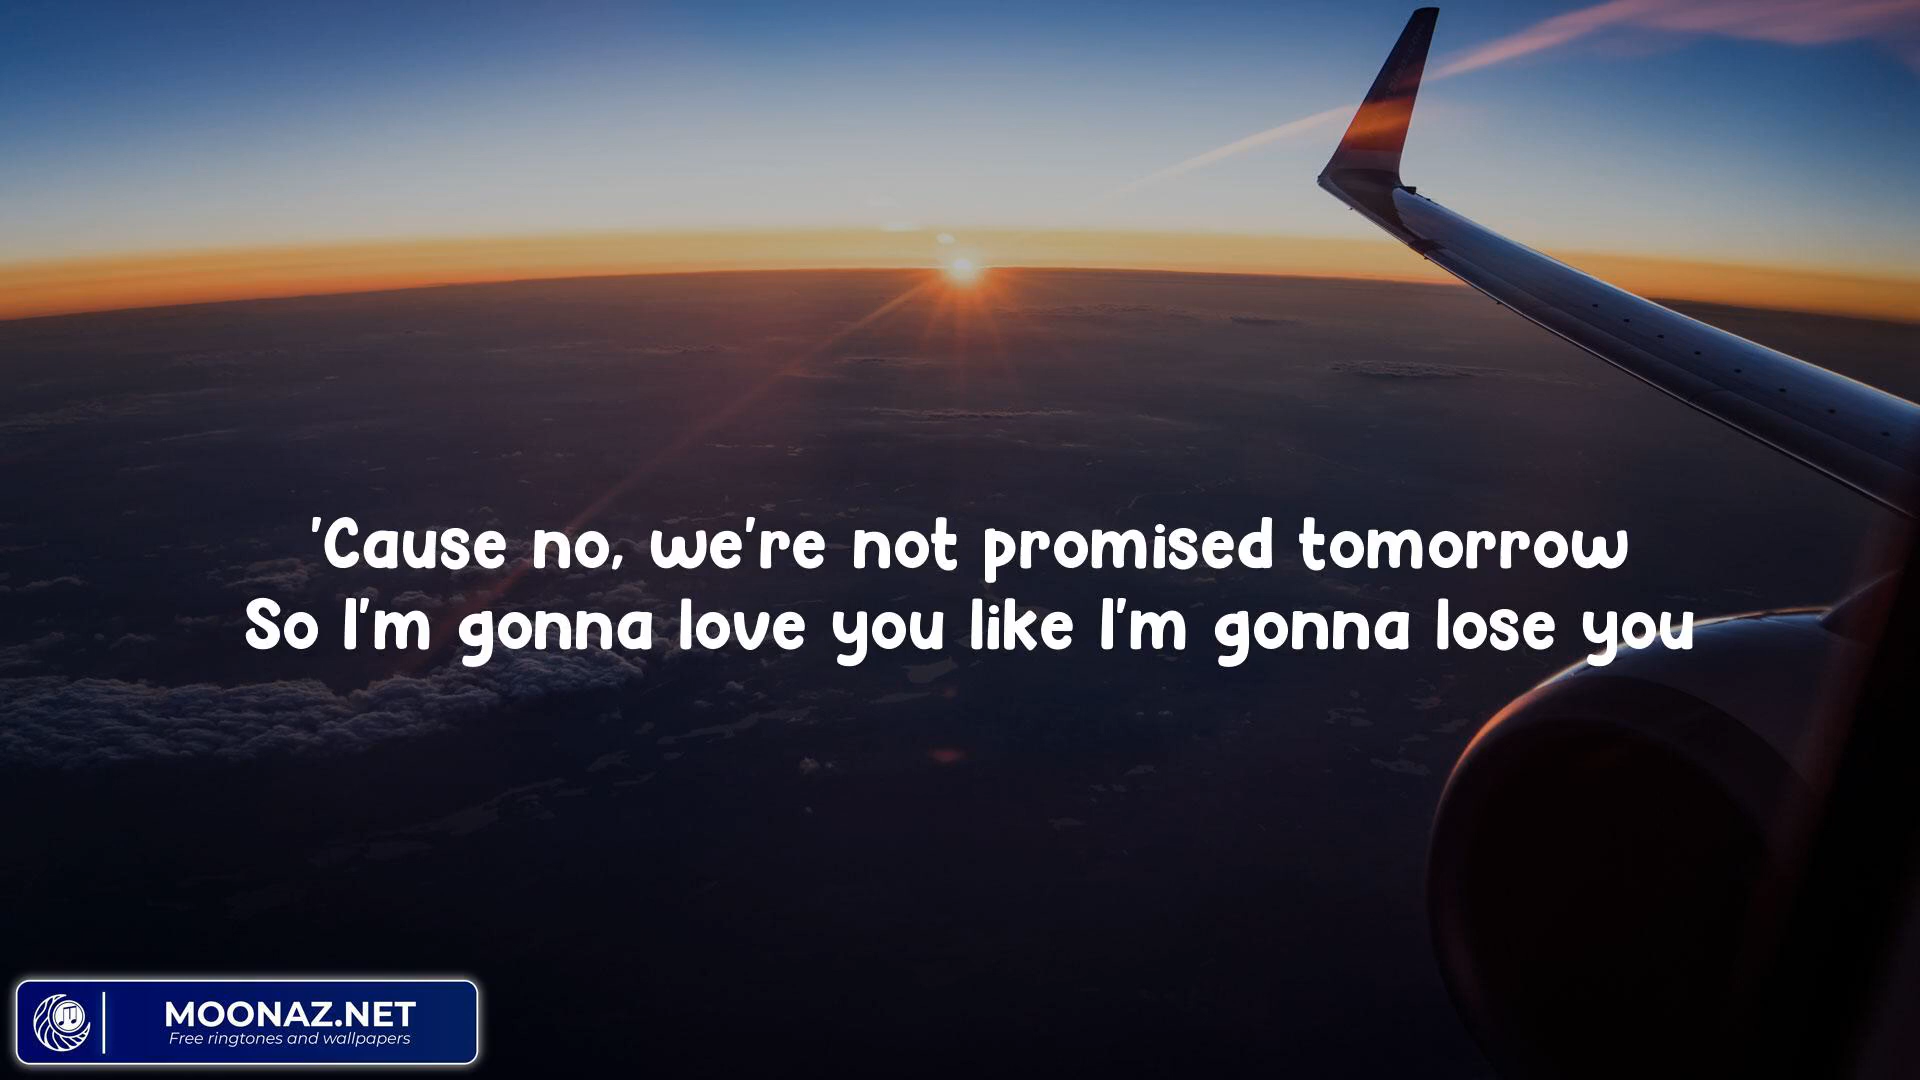 'Cause no, we're not promised tomorrow
So I'm gonna love you like I'm gonna lose you
MOONAZ.NET
Free ringtones and wallpapers